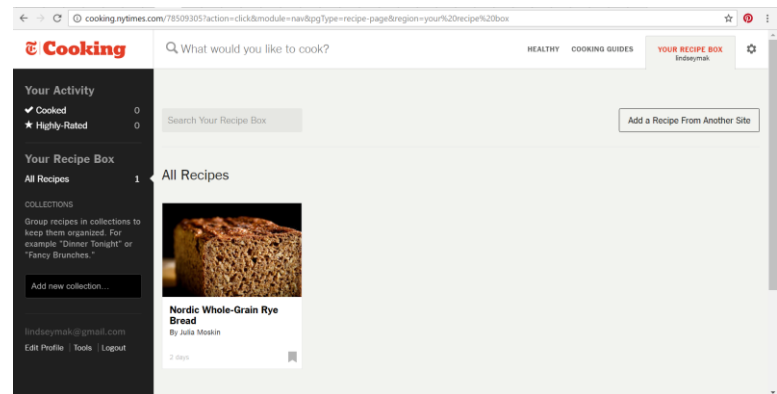 cooking.nytimes.com/78509305?action=click&module=nav&pgType=recipe-page&region=your%20recipe%20box
Cooking
What would you like to cook?
HEALTHY COOKING GUIDES
YOUR RECIPE BOX
lindseymak
Your Activity
Cooked 0
Highly-Rated 0
Your Recipe Box
All Recipes 1
COLLECTIONS
Group recipes in collections to
keep them organized. For
example "Dinner Tonight" or
"Fancy Brunches."
Add new collection...
lindseymak@gmail.com
Edit Profile | Tools | Logout
Search Your Recipe Box
Add a Recipe From Another Site
All Recipes
Nordic Whole-Grain Rye
Bread
By Julia Moskin
2 days